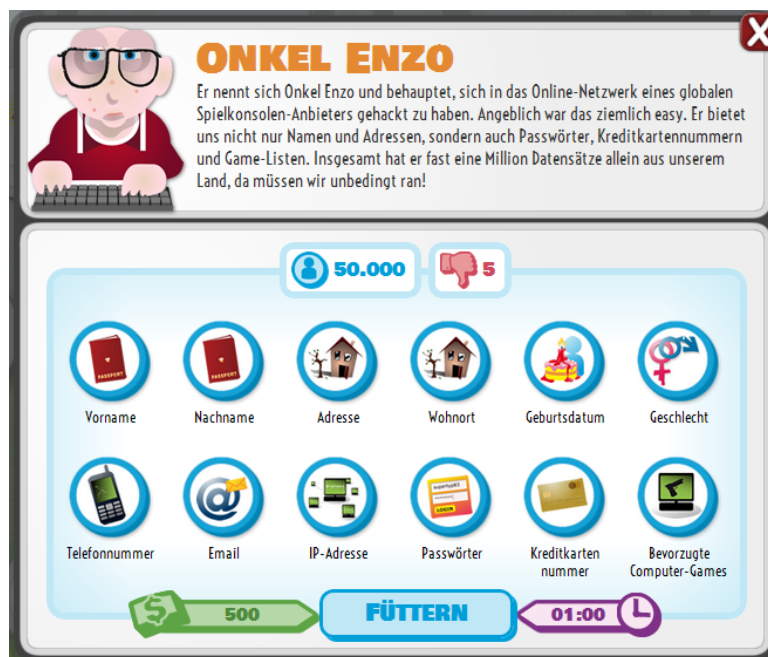 ONKEL ENZO
Er nennt sich Onkel Enzo und behauptet, sich in das Online-Netzwerk eines globalen
Spielkonsolen-Anbieters gehackt zu haben. Angeblich war das ziemlich easy. Er bietet
uns nicht nur Namen und Adressen, sondern auch Passwörter, Kreditkartennummern
und Game-Listen. Insgesamt hat er fast eine Million Datensätze allein aus unserem
Land, da müssen wir unbedingt ran!
50.000 5
PASSPORT PASSPORT
Vorname Nachname Adresse Wohnort Geburtsdatum Geschlecht
LOGIN
Telefonnummer Email IP-Adresse Passwörter Kreditkarten Bevorzugte
nummer Computer-Games
500 FÜTTERN 01:00